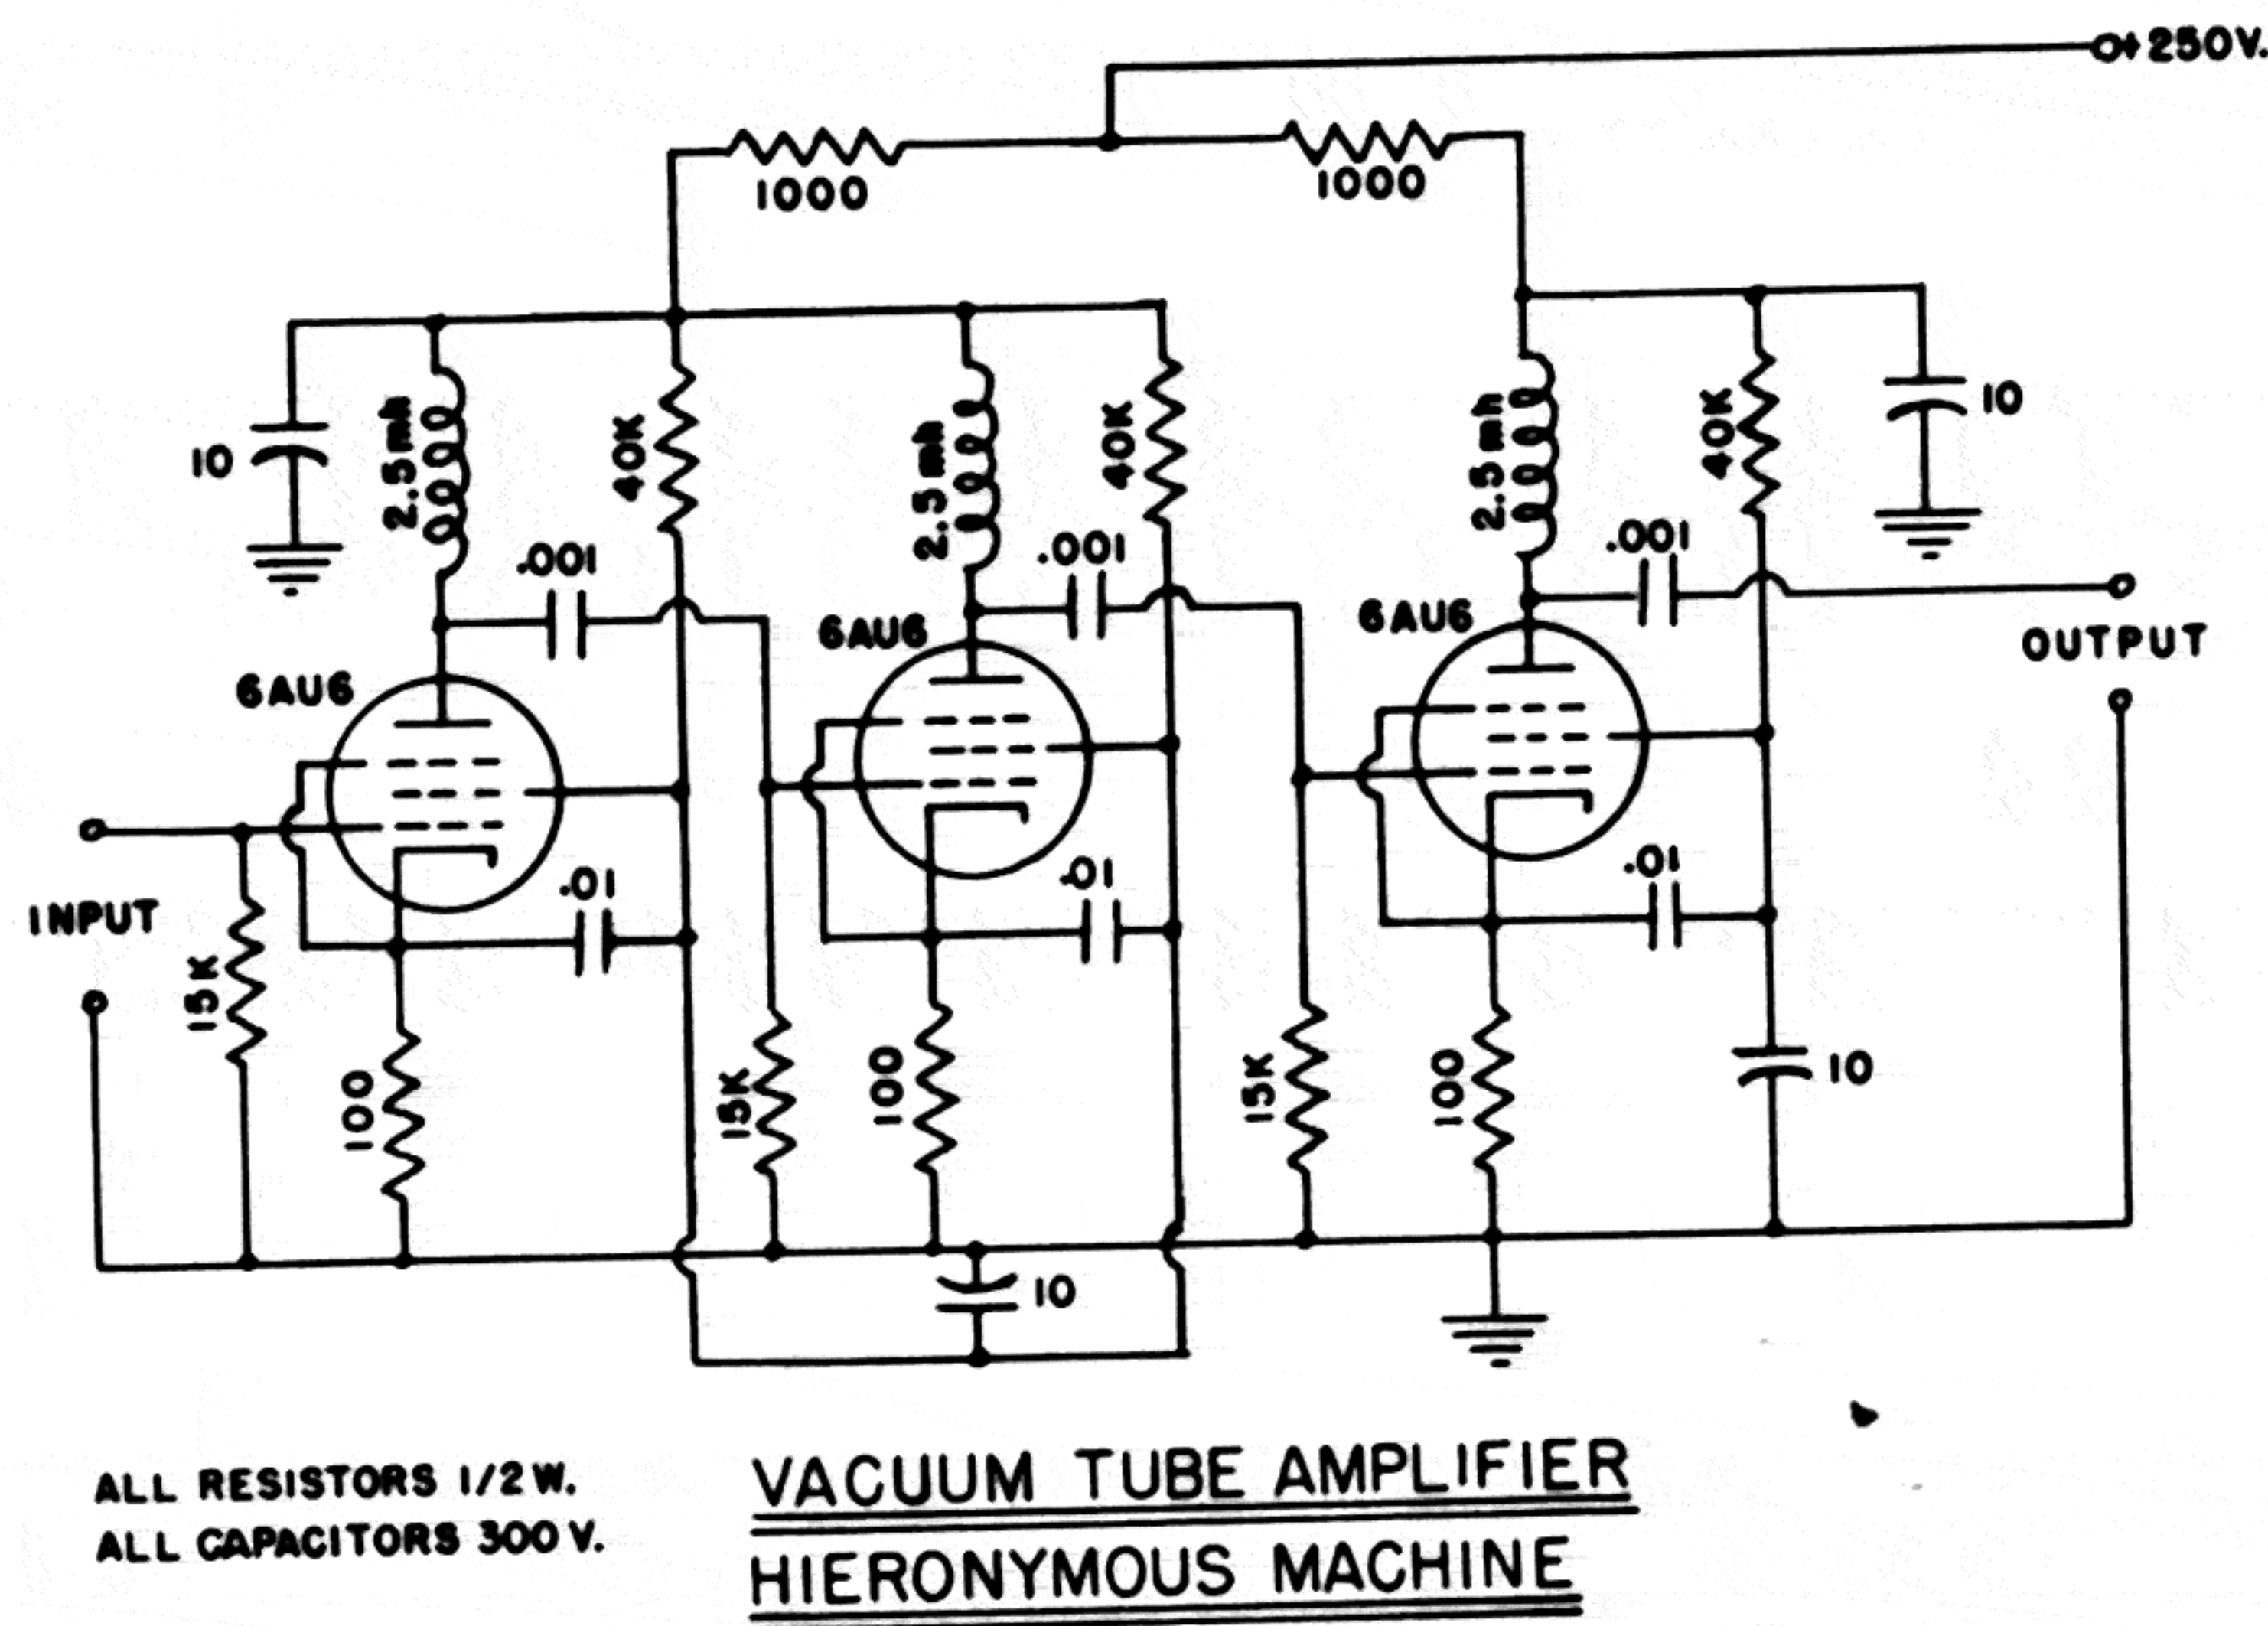 +250V.
1000
1000
10
2.5mh
40K
2.5mh
40K
2.5mh
40K
10
.001
.001
.001
6AU6
6AU6
6AU6
OUTPUT
INPUT
.01
.01
.01
15K
100
15K
100
15K
100
10
10
ALL RESISTORS 1/2 W.
ALL CAPACITORS 300 V.
VACUUM TUBE AMPLIFIER
HIERONYMOUS MACHINE